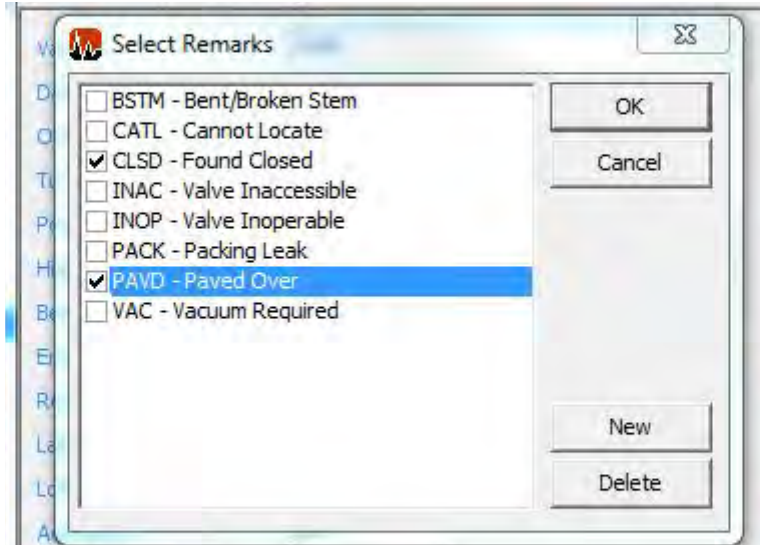 Select Remarks
BSTM - Bent/Broken Stem
CATL - Cannot Locate
CLSD - Found Closed
INAC - Valve Inaccessible
INOP - Valve Inoperable
PACK - Packing Leak
PAVD - Paved Over
VAC - Vacuum Required
OK
Cancel
New
Delete